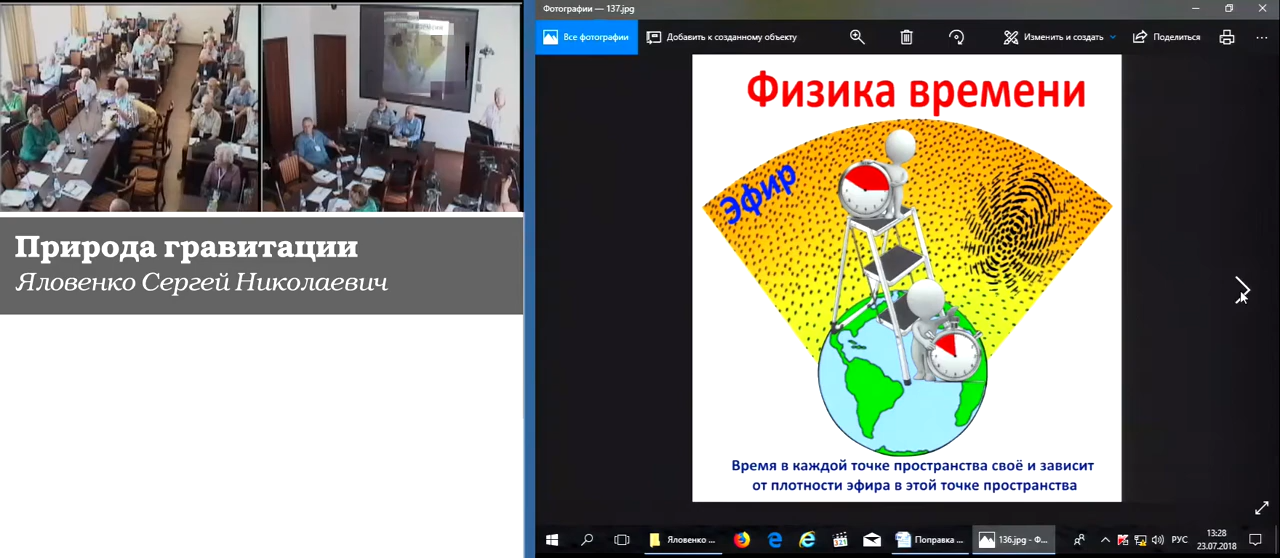 Природа гравитации
Яловенко Сергей Николаевич
Фотографии — 137.jpg
Все фотографии
Добавить к созданному объекту
Изменить и создать
Поделиться
Физика времени
Эфир
Время в каждой точке пространства своё и зависит
от плотности эфира в этой точке пространства
Яловенко ...
Поправка ...
136.jpg - Ф...
РУС
13:28
23.07.2018